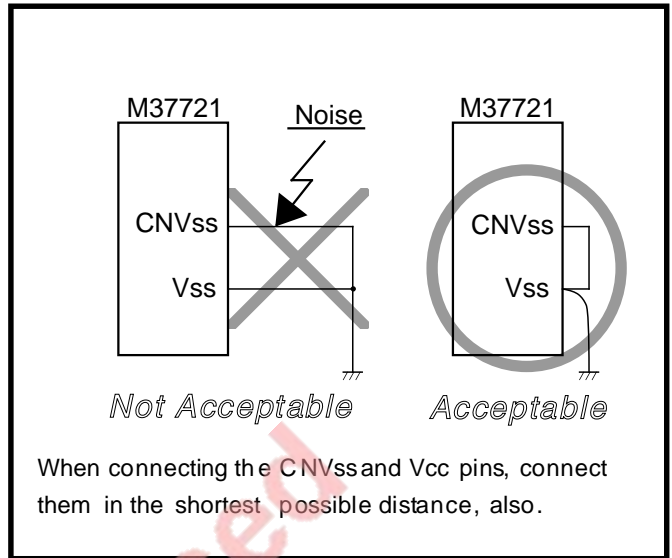 M37721
Noise
M37721
CNVss
CNVss
Vss
Vss
Not Acceptable
Acceptable
When connecting the CNVss and Vcc pins, connect
them in the shortest possible distance, also.